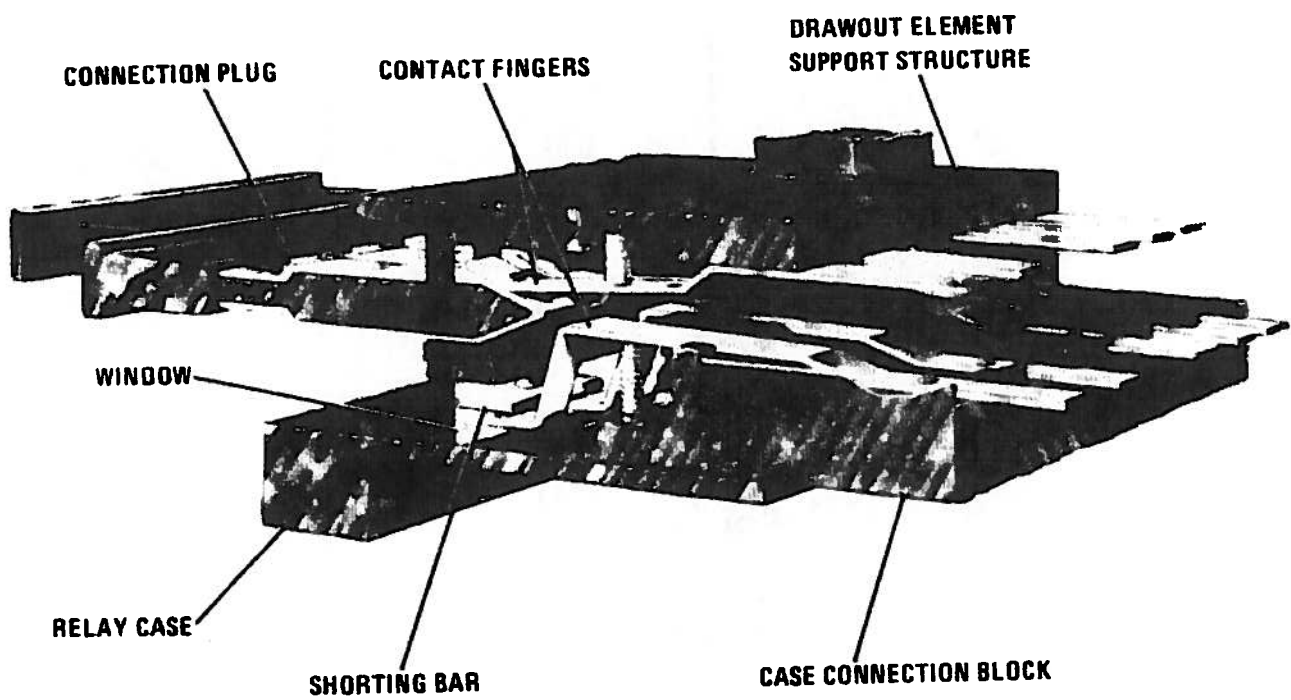 DRAWOUT ELEMENT
SUPPORT STRUCTURE
CONNECTION PLUG
CONTACT FINGERS
WINDOW
RELAY CASE
SHORTING BAR
CASE CONNECTION BLOCK